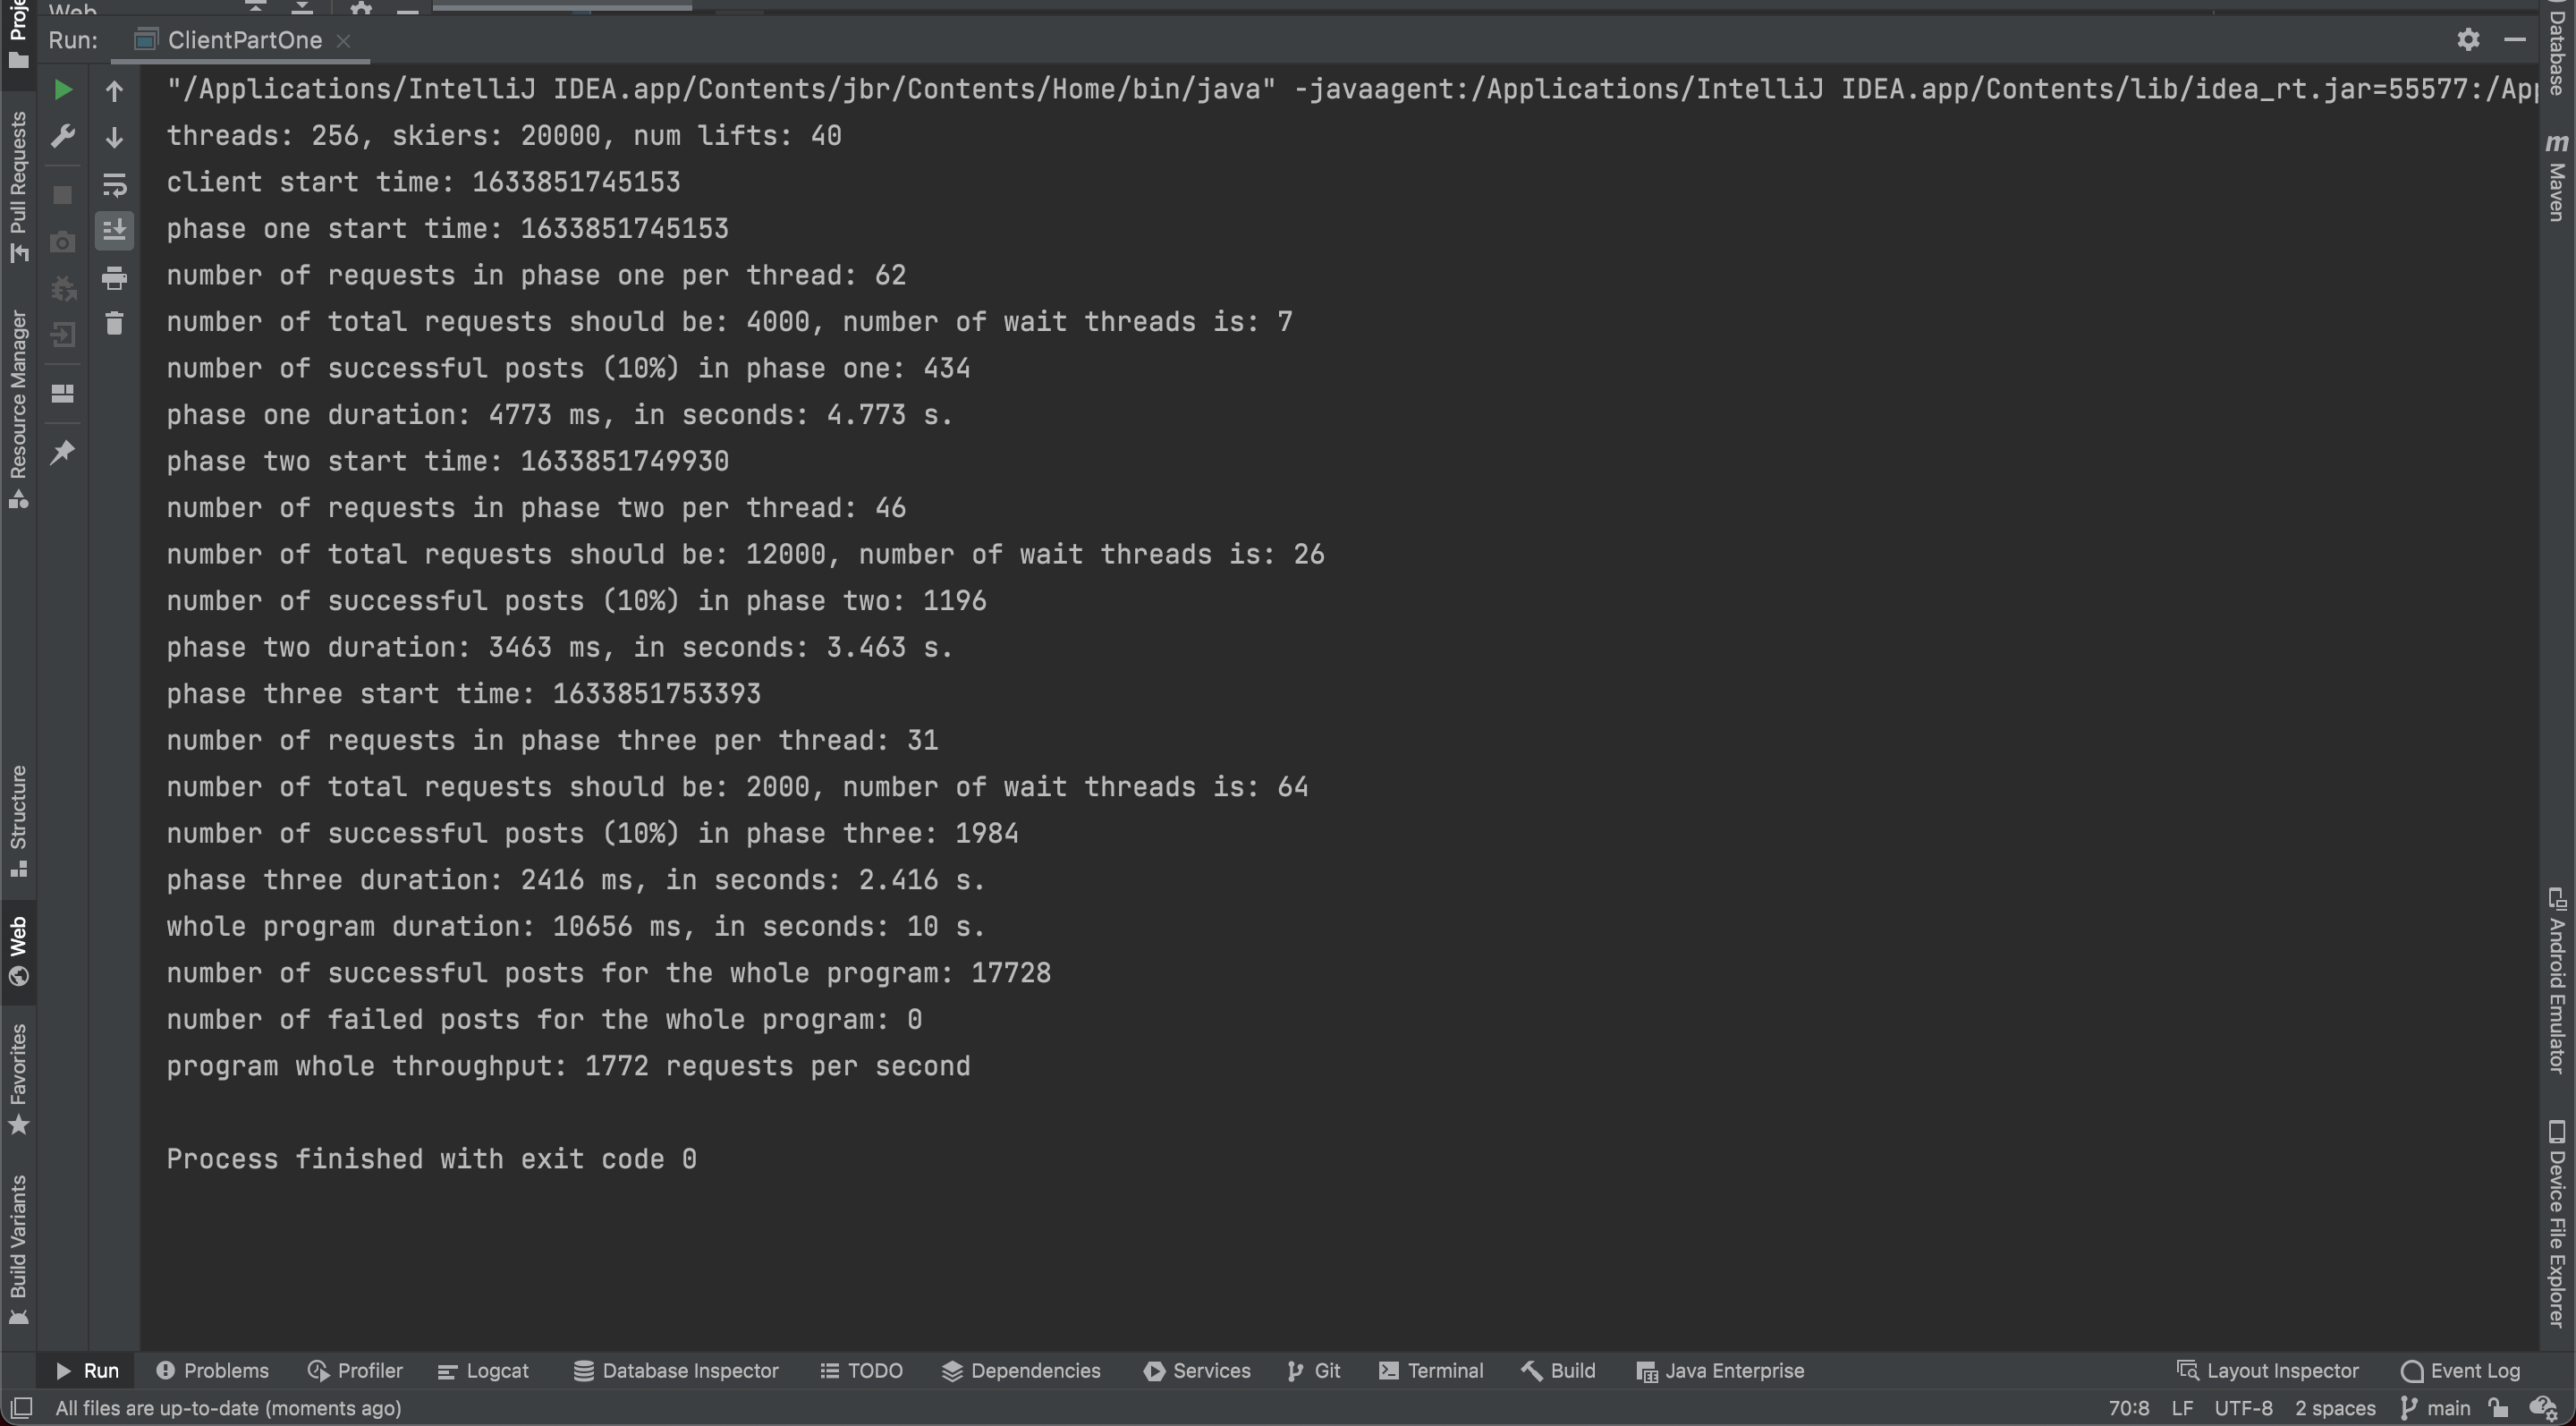 Web
Run: ClientPartOne
"/Applications/IntelliJ IDEA.app/Contents/jbr/Contents/Home/bin/java" -javaagent:/Applications/IntelliJ IDEA.app/Contents/lib/idea_rt.jar=55577:/App
threads: 256, skiers: 20000, num lifts: 40
client start time: 1633851745153
phase one start time: 1633851745153
number of requests in phase one per thread: 62
number of total requests should be: 4000, number of wait threads is: 7
number of successful posts (10%) in phase one: 434
phase one duration: 4773 ms, in seconds: 4.773 s.
phase two start time: 1633851749930
number of requests in phase two per thread: 46
number of total requests should be: 12000, number of wait threads is: 26
number of successful posts (10%) in phase two: 1196
phase two duration: 3463 ms, in seconds: 3.463 s.
phase three start time: 1633851753393
number of requests in phase three per thread: 31
number of total requests should be: 2000, number of wait threads is: 64
number of successful posts (10%) in phase three: 1984
phase three duration: 2416 ms, in seconds: 2.416 s.
whole program duration: 10656 ms, in seconds: 10 s.
number of successful posts for the whole program: 17728
number of failed posts for the whole program: 0
program whole throughput: 1772 requests per second
Process finished with exit code 0
Proje
Pull Requests
Resource Manager
Structure
Web
Favorites
Build Variants
Database
m Maven
Android Emulator
Device File Explorer
Run Problems Profiler Logcat Database Inspector TODO Dependencies Services Git Terminal Build Java Enterprise Layout Inspector Event Log
All files are up-to-date (moments ago) 70:8 LF UTF-8 2 spaces main